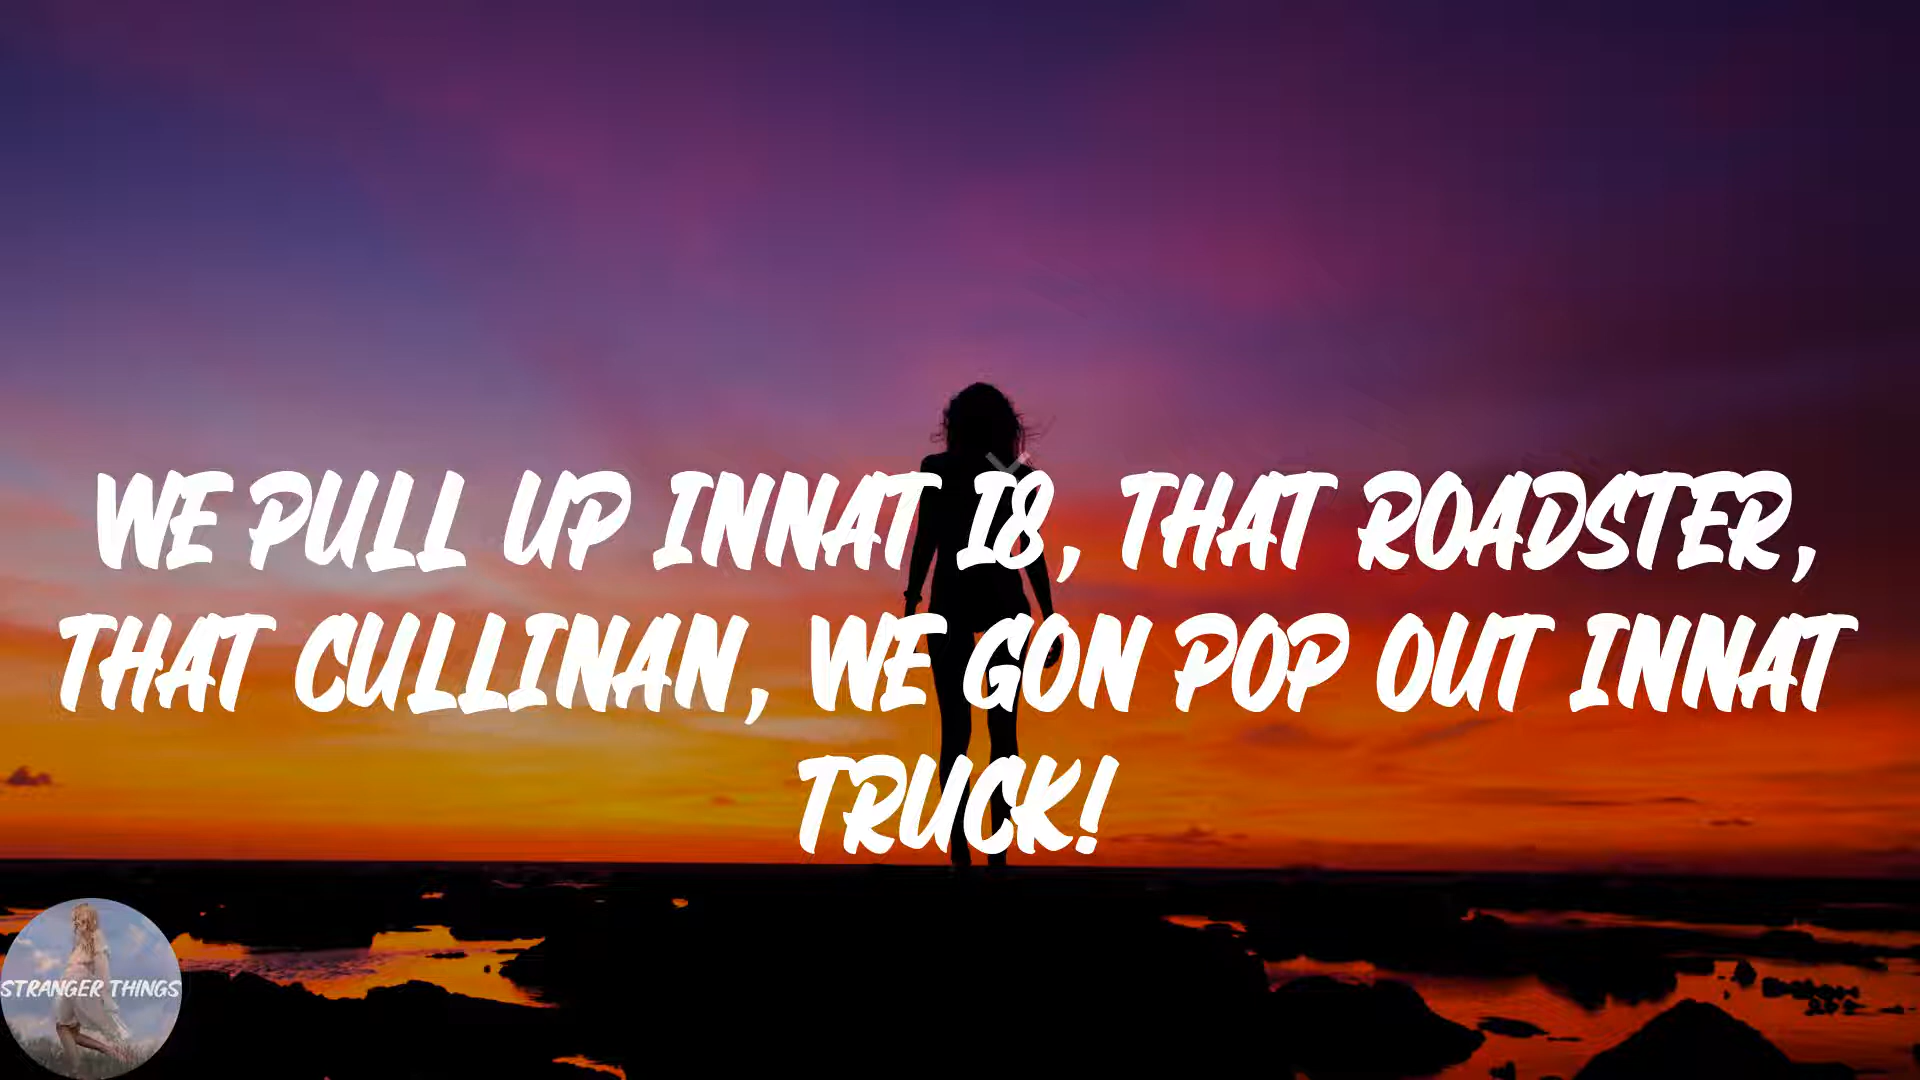 WE PULL UP INNAT I8, THAT ROADSTER,
THAT CULLINAN, WE GON POP OUT INNAT
TRUCK!
STRANGER THINGS